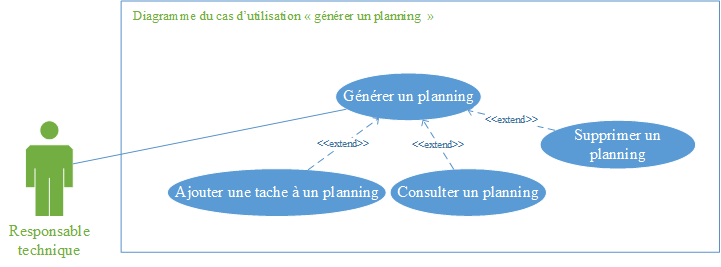 Diagramme du cas d'utilisation « générer un planning »
Générer un planning
<<extend>>
Supprimer un
planning
<<extend>>
<<extend>>
Ajouter une tache à un planning
Consulter un planning
Responsable
technique